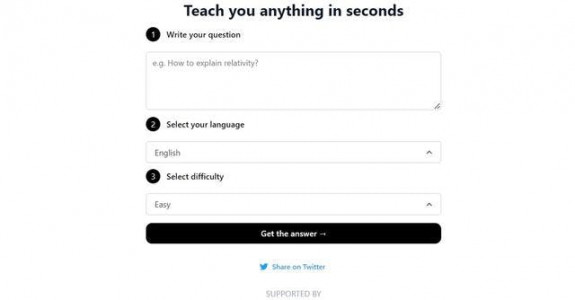 Teach you anything in seconds
1 Write your question
e.g. How to explain relativity?
2 Select your language
English
3 Select difficulty
Easy
Get the answer →
Share on Twitter
SUPPORTED BY